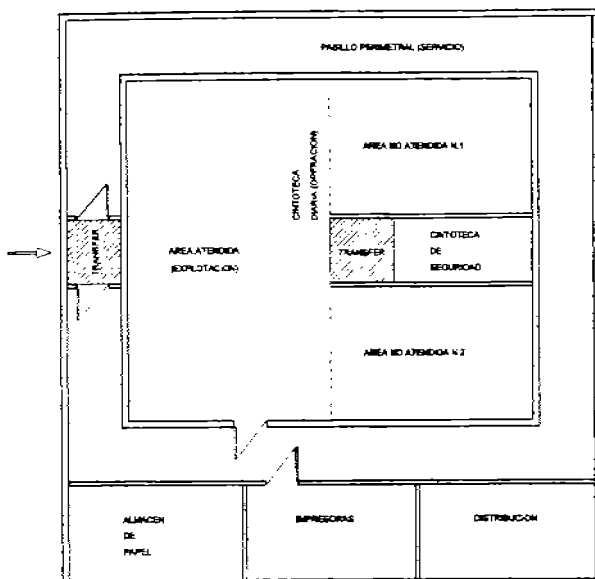 PASILLO PERIMETRAL (SERVICIO)
CINTOTECA
DIARIA (OPERACION)
AREA NO ATENDIDA N.1
TRANSFER
AREA ATENDIDA
(EXPLOTACION)
TRANSFER
CINTOTECA
DE
SEGURIDAD
AREA NO ATENDIDA N.2
ALMACEN
DE
PAPEL
IMPRESORAS
DISTRIBUCION